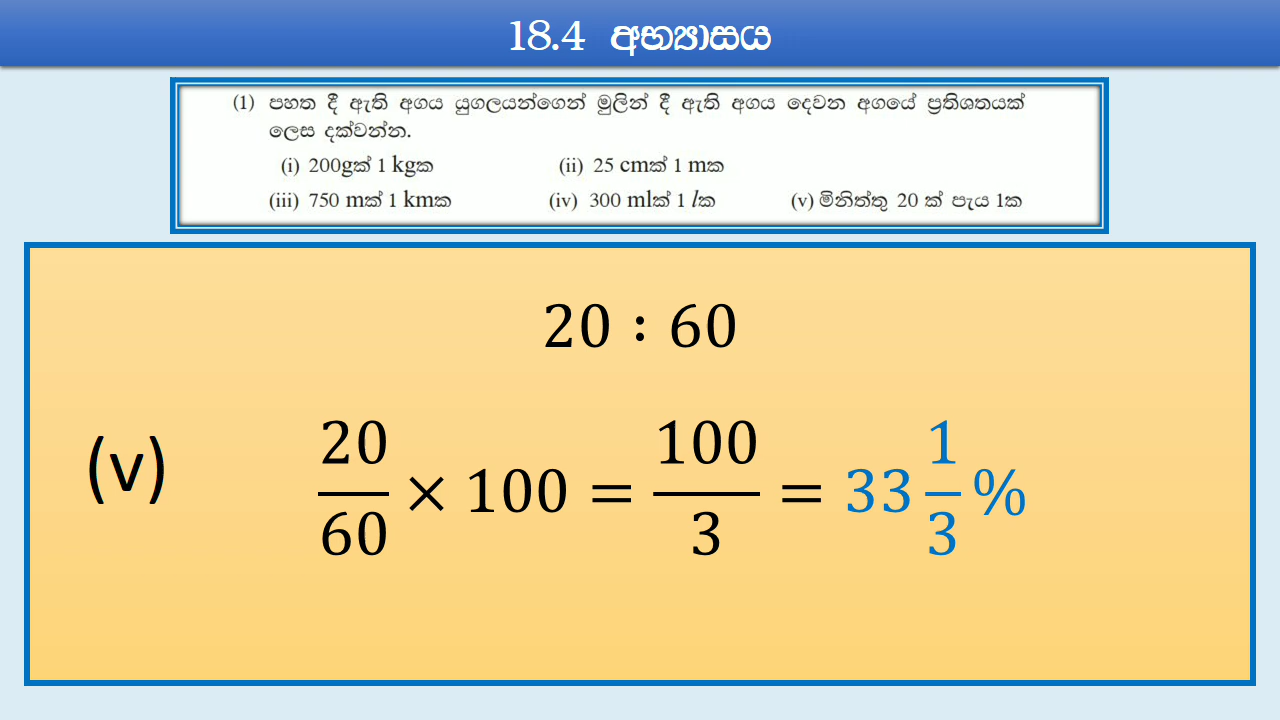 18.4 අභ්‍යාසය
(1) පහත දී ඇති අගය යුගලයන්ගෙන් මුලින් දී ඇති අගය දෙවන අගයේ ප්‍රතිශතයක්
ලෙස දක්වන්න.
(i) 200gක් 1 kgක (ii) 25 cmක් 1 mක
(iii) 750 mක් 1 kmක (iv) 300 mlක් 1 lක (v) මිනිත්තු 20 ක් පැය 1ක
20 : 60
(v) 20/60 × 100 = 100/3 = 33 1/3 %